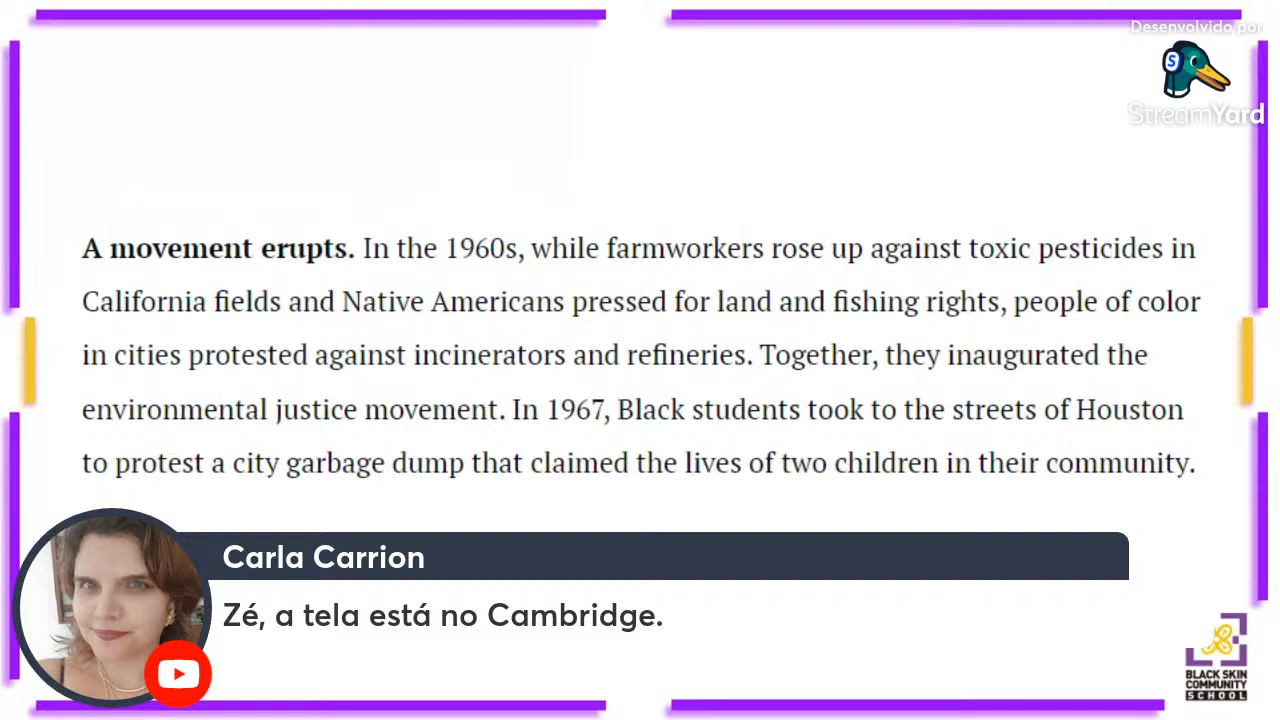 Desenvolvido por
S
StreamYard
A movement erupts. In the 1960s, while farmworkers rose up against toxic pesticides in
California fields and Native Americans pressed for land and fishing rights, people of color
in cities protested against incinerators and refineries. Together, they inaugurated the
environmental justice movement. In 1967, Black students took to the streets of Houston
to protest a city garbage dump that claimed the lives of two children in their community.
Carla Carrion
Zé, a tela está no Cambridge.
BLACK SKIN
COMMUNITY
SCHOOL